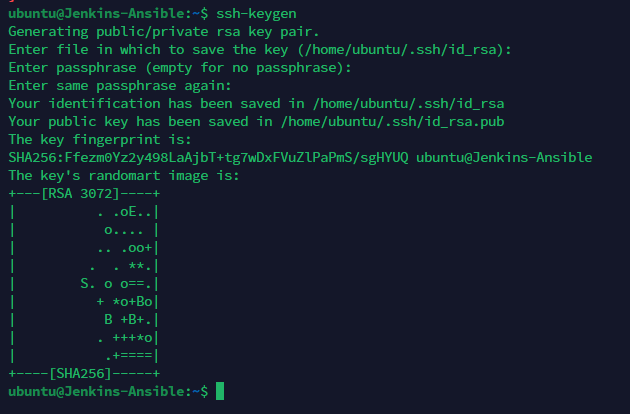 ubuntu@Jenkins-Ansible:~$ ssh-keygen
Generating public/private rsa key pair.
Enter file in which to save the key (/home/ubuntu/.ssh/id_rsa):
Enter passphrase (empty for no passphrase):
Enter same passphrase again:
Your identification has been saved in /home/ubuntu/.ssh/id_rsa
Your public key has been saved in /home/ubuntu/.ssh/id_rsa.pub
The key fingerprint is:
SHA256:Ffezm0Yz2y498LaAjbT+tg7wDxFVuZlPaPmS/sgHYUQ ubuntu@Jenkins-Ansible
The key's randomart image is:
+---[RSA 3072]----+
|          . .oE..|
|           o.... |
|          .. .oo+|
|         .  . **.|
|        S. o o==.|
|          + *o+Bo|
|           B +B+.|
|          . +++*o|
|           .+====|
+----[SHA256]-----+
ubuntu@Jenkins-Ansible:~$